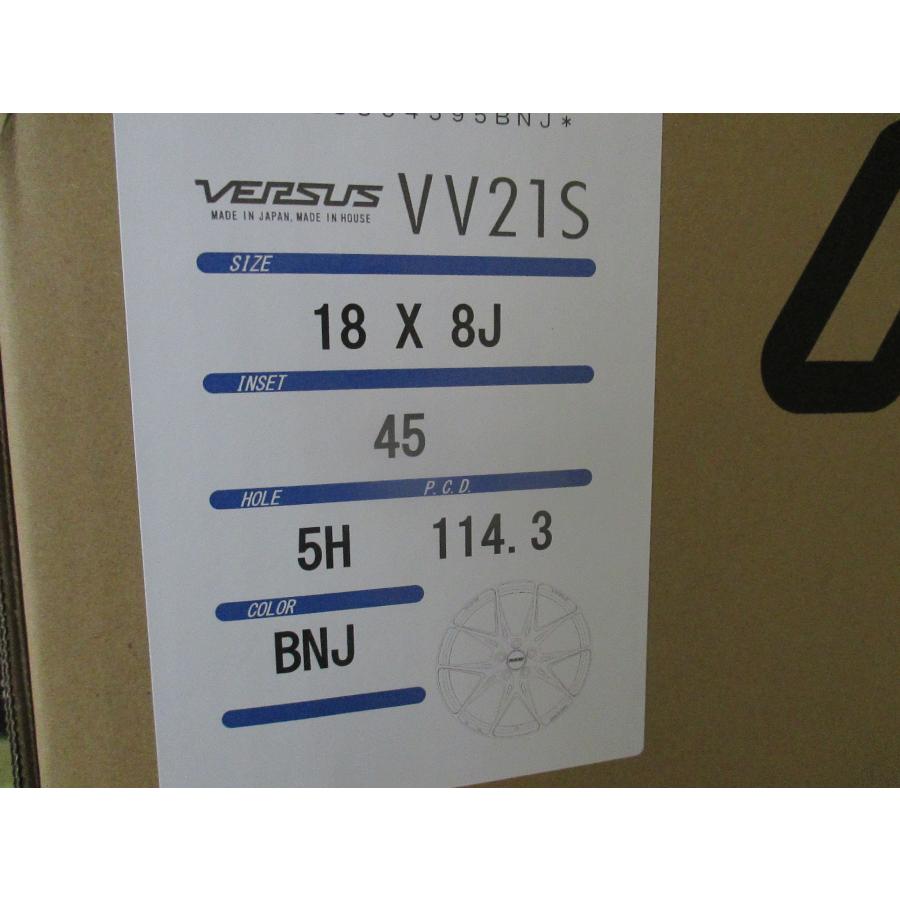 4595BNJ*
VERSUS VV21S
MADE IN JAPAN, MADE IN HOUSE
SIZE
18 X 8J
INSET
45
HOLE P.C.D.
5H 114.3
COLOR
BNJ